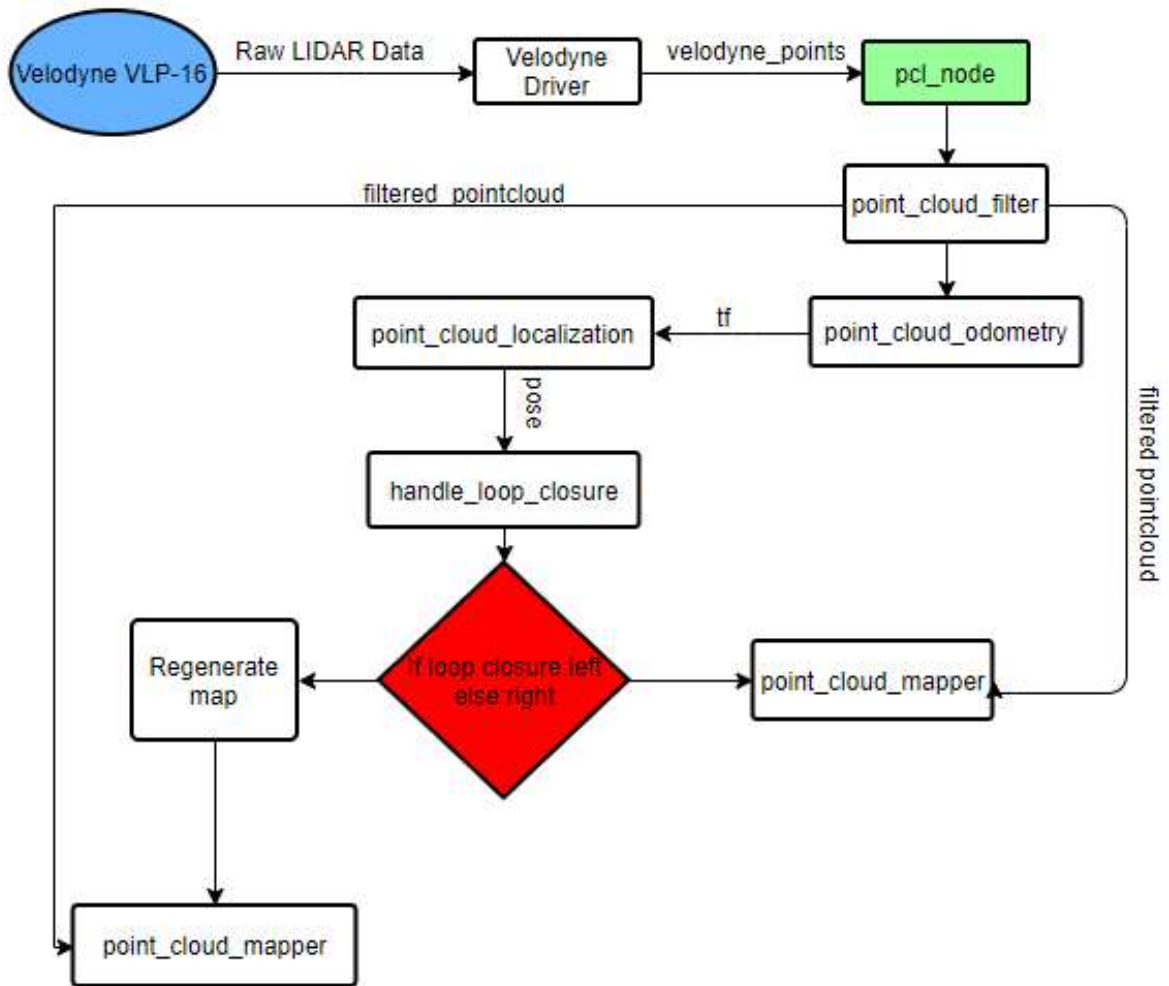 Velodyne VLP-16
Raw LIDAR Data
Velodyne
Driver
velodyne_points
pcl_node
filtered_pointcloud
point_cloud_filter
point_cloud_localization
tf
point_cloud_odometry
pose
filtered pointcloud
handle_loop_closure
Regenerate
map
If loop closure left
else right
point_cloud_mapper
point_cloud_mapper